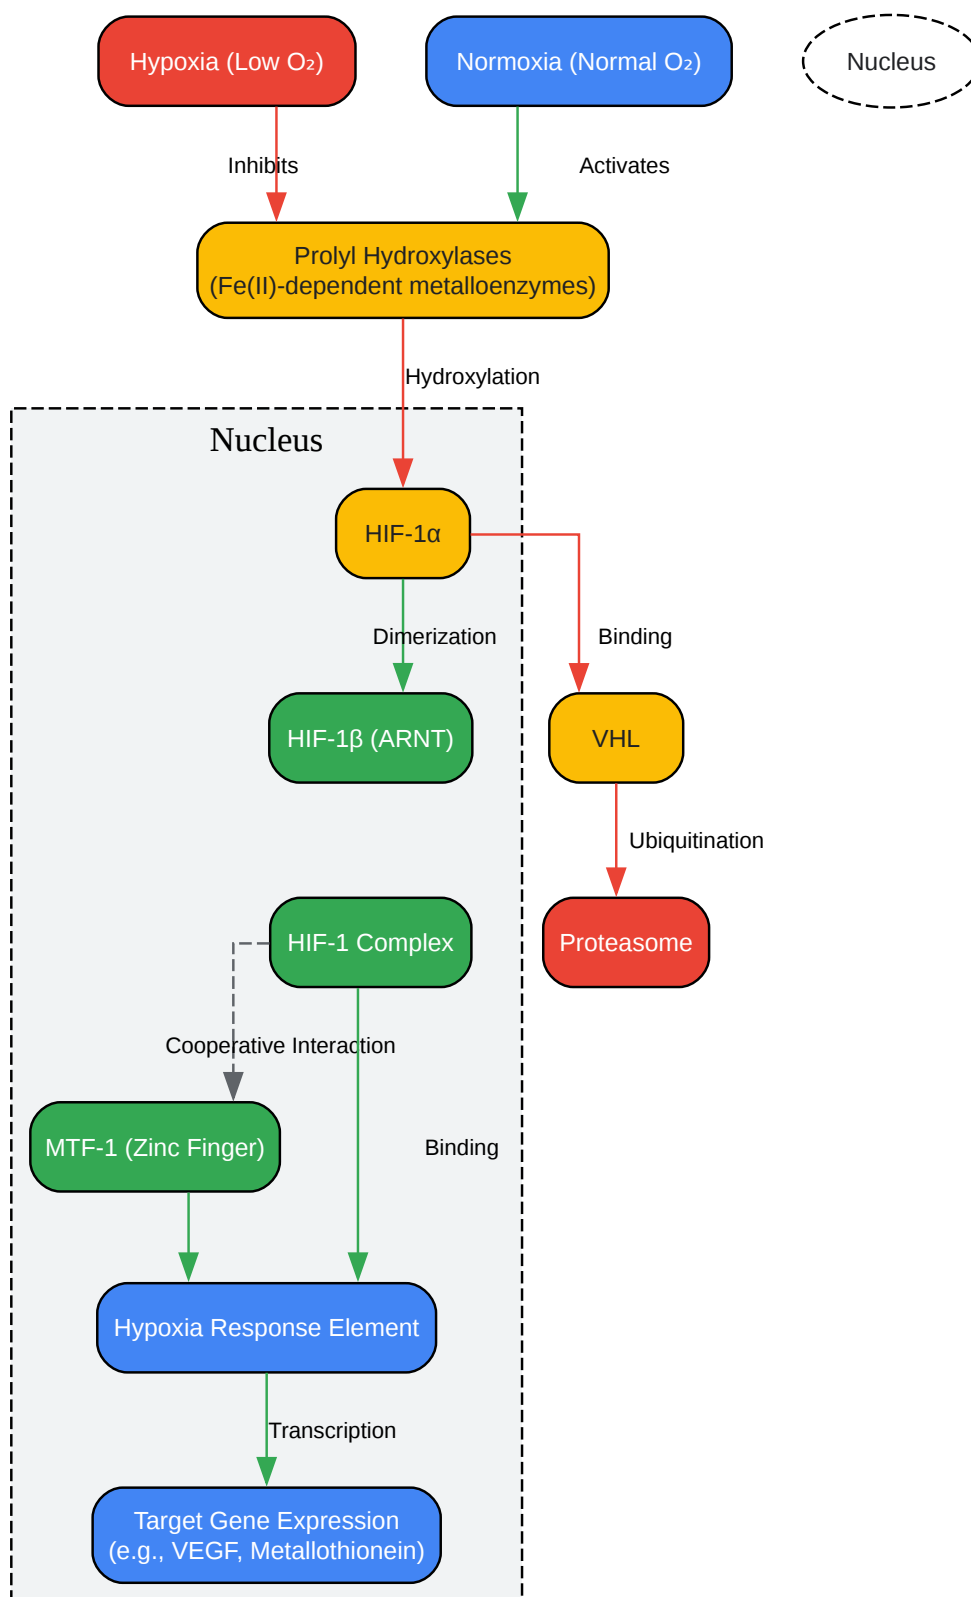 Hypoxia (Low O₂)
Normoxia (Normal O₂)
Nucleus
Inhibits
Activates
Prolyl Hydroxylases
(Fe(II)-dependent metalloenzymes)
Hydroxylation
Nucleus
HIF-1α
Dimerization
Binding
HIF-1β (ARNT)
VHL
Ubiquitination
HIF-1 Complex
Proteasome
Cooperative Interaction
MTF-1 (Zinc Finger)
Binding
Hypoxia Response Element
Transcription
Target Gene Expression
(e.g., VEGF, Metallothionein)